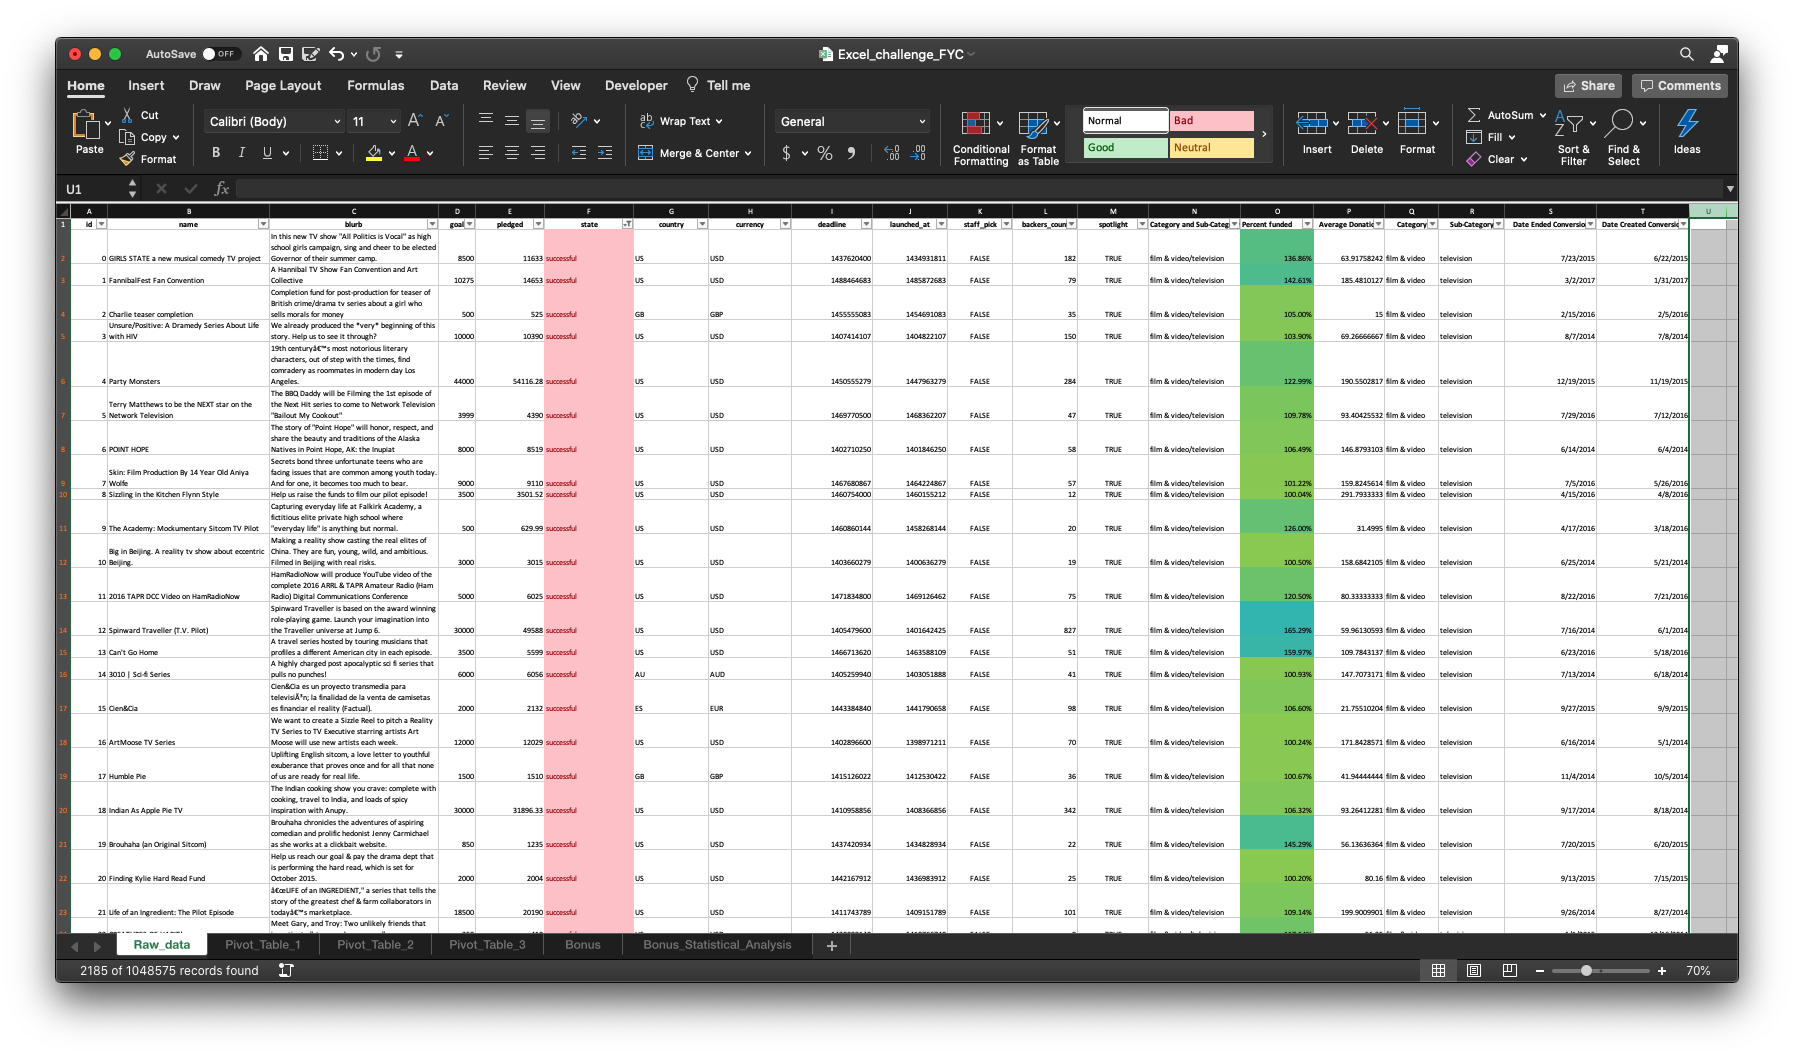 AutoSave OFF Excel_challenge_FYC
Home Insert Draw Page Layout Formulas Data Review View Developer Tell me Share Comments
Paste Cut Copy Format Calibri (Body) 11 A A B I U A ab Wrap Text Merge & Center General $ % 9 Conditional Formatting Format as Table Normal Bad Good Neutral Insert Delete Format AutoSum Fill Clear Sort & Filter Find & Select Ideas
U1 fx
A B C D E F G H I J K L M N O P Q R S T U
1 id name blurb goal pledged state country currency deadline launched_at staff_pick backers_coun spotlight Category and Sub-Categ Percent funded Average Donatic Category Sub-Category Date Ended Conversio Date Created Conversic
In this new TV show "All Politics is Vocal" as high
school girls campaign, sing and cheer to be elected
2 0 GIRLS STATE a new musical comedy TV project Governor of their summer camp. 8500 11633 successful US USD 1437620400 1434931811 FALSE 182 TRUE film & video/television 136.86% 63.91758242 film & video television 7/23/2015 6/22/2015
A Hannibal TV Show Fan Convention and Art
3 1 FannibalFest Fan Convention Collective 10275 14653 successful US USD 1488464683 1485872683 FALSE 79 TRUE film & video/television 142.61% 185.4810127 film & video television 3/2/2017 1/31/2017
Completion fund for post-production for teaser of
British crime/drama tv series about a girl who
4 2 Charlie teaser completion sells morals for money 500 525 successful GB GBP 1455555083 1454691083 FALSE 35 TRUE film & video/television 105.00% 15 film & video television 2/15/2016 2/5/2016
Unsure/Positive: A Dramedy Series About Life We already produced the *very* beginning of this
5 3 with HIV story. Help us to see it through? 10000 10390 successful US USD 1407414107 1404822107 FALSE 150 TRUE film & video/television 103.90% 69.26666667 film & video television 8/7/2014 7/8/2014
19th centuryâ€™s most notorious literary
characters, out of step with the times, find
comradery as roommates in modern day Los
6 4 Party Monsters Angeles. 44000 54116.28 successful US USD 1450555279 1447963279 FALSE 284 TRUE film & video/television 122.99% 190.5502817 film & video television 12/19/2015 11/19/2015
The BBQ Daddy will be Filming the 1st episode of
Terry Matthews to be the NEXT star on the the Next Hit series to come to Network Television
7 5 Network Television "Bailout My Cookout" 3999 4390 successful US USD 1469770500 1468362207 FALSE 47 TRUE film & video/television 109.78% 93.40425532 film & video television 7/29/2016 7/12/2016
The story of "Point Hope" will honor, respect, and
share the beauty and traditions of the Alaska
8 6 POINT HOPE Natives in Point Hope, AK: the Inupiat 8000 8519 successful US USD 1402710250 1401846250 FALSE 58 TRUE film & video/television 106.49% 146.8793103 film & video television 6/14/2014 6/4/2014
Secrets bond three unfortunate teens who are
Skin: Film Production By 14 Year Old Aniya facing issues that are common among youth today.
9 7 Wolfe And for one, it becomes too much to bear. 9000 9110 successful US USD 1467680867 1464224867 FALSE 57 TRUE film & video/television 101.22% 159.8245614 film & video television 7/5/2016 5/26/2016
10 8 Sizzling in the Kitchen Flynn Style Help us raise the funds to film our pilot episode! 3500 3501.52 successful US USD 1460754000 1460155212 FALSE 12 TRUE film & video/television 100.04% 291.7933333 film & video television 4/15/2016 4/8/2016
Capturing everyday life at Falkirk Academy, a
fictitious elite private high school where
11 9 The Academy: Mockumentary Sitcom TV Pilot "everyday life" is anything but normal. 500 629.99 successful US USD 1460860144 1458268144 FALSE 20 TRUE film & video/television 126.00% 31.4995 film & video television 4/17/2016 3/18/2016
Making a reality show casting the real elites of
Big in Beijing. A reality tv show about eccentric China. They are fun, young, wild, and ambitious.
12 10 Beijing. Filmed in Beijing with real risks. 3000 3015 successful US USD 1403660279 1400636279 FALSE 19 TRUE film & video/television 100.50% 158.6842105 film & video television 6/25/2014 5/21/2014
HamRadioNow will produce YouTube video of the
complete 2016 ARRL & TAPR Amateur Radio (Ham
13 11 2016 TAPR DCC Video on HamRadioNow Radio) Digital Communications Conference 5000 6025 successful US USD 1471834800 1469126462 FALSE 75 TRUE film & video/television 120.50% 80.33333333 film & video television 8/22/2016 7/21/2016
Spinward Traveller is based on the award winning
role-playing game. Launch your imagination into
14 12 Spinward Traveller (T.V. Pilot) the Traveller universe at Jump 6. 30000 49588 successful US USD 1405479600 1401642425 FALSE 827 TRUE film & video/television 165.29% 59.96130593 film & video television 7/16/2014 6/1/2014
A travel series hosted by touring musicians that
15 13 Can't Go Home profiles a different American city in each episode. 3500 5599 successful US USD 1466713620 1463588109 FALSE 51 TRUE film & video/television 159.97% 109.7843137 film & video television 6/23/2016 5/18/2016
A highly charged post apocalyptic sci fi series that
16 14 3010 | Sci-fi Series pulls no punches! 6000 6056 successful AU AUD 1405259940 1403051888 FALSE 41 TRUE film & video/television 100.93% 147.7073171 film & video television 7/13/2014 6/18/2014
Cien&Cia es un proyecto transmedia para
televisiÃ³n; la finalidad de la venta de camisetas
17 15 Cien&Cia es financiar el reality (Factual). 2000 2132 successful ES EUR 1443384840 1441790658 FALSE 98 TRUE film & video/television 106.60% 21.75510204 film & video television 9/27/2015 9/9/2015
We want to create a Sizzle Reel to pitch a Reality
TV Series to TV Executive starring artists Art
18 16 ArtMoose TV Series Moose will use new artists each week. 12000 12029 successful US USD 1402896600 1398971211 FALSE 70 TRUE film & video/television 100.24% 171.8428571 film & video television 6/16/2014 5/1/2014
Uplifting English sitcom, a love letter to youthful
exuberance that proves once and for all that none
19 17 Humble Pie of us are ready for real life. 1500 1510 successful GB GBP 1415126022 1412530422 FALSE 36 TRUE film & video/television 100.67% 41.94444444 film & video television 11/4/2014 10/5/2014
The Indian cooking show you crave: complete with
cooking, travel to India, and loads of spicy
20 18 Indian As Apple Pie TV inspiration with Anupy. 30000 31896.33 successful US USD 1410958856 1408366856 FALSE 342 TRUE film & video/television 106.32% 93.26412281 film & video television 9/17/2014 8/18/2014
Brouhaha chronicles the adventures of aspiring
comedian and prolific hedonist Jenny Carmichael
21 19 Brouhaha (an Original Sitcom) as she works at a clickbait website. 850 1235 successful US USD 1437420934 1434828934 FALSE 22 TRUE film & video/television 145.29% 56.13636364 film & video television 7/20/2015 6/20/2015
Help us reach our goal & pay the drama dept that
is performing the hard read, which is set for
22 20 Finding Kylie Hard Read Fund October 2015. 2000 2004 successful US USD 1442167912 1436983912 FALSE 25 TRUE film & video/television 100.20% 80.16 film & video television 9/13/2015 7/15/2015
â€œLIFE of an INGREDIENT," a series that tells the
story of the greatest chef & farm collaborators in
23 21 Life of an Ingredient: The Pilot Episode todayâ€™s marketplace. 18500 20190 successful US USD 1411743789 1409151789 FALSE 101 TRUE film & video/television 109.14% 199.9009901 film & video television 9/26/2014 8/27/2014
Meet Gary, and Troy: Two unlikely friends that
Raw_data Pivot_Table_1 Pivot_Table_2 Pivot_Table_3 Bonus Bonus_Statistical_Analysis +
2185 of 1048575 records found 70%